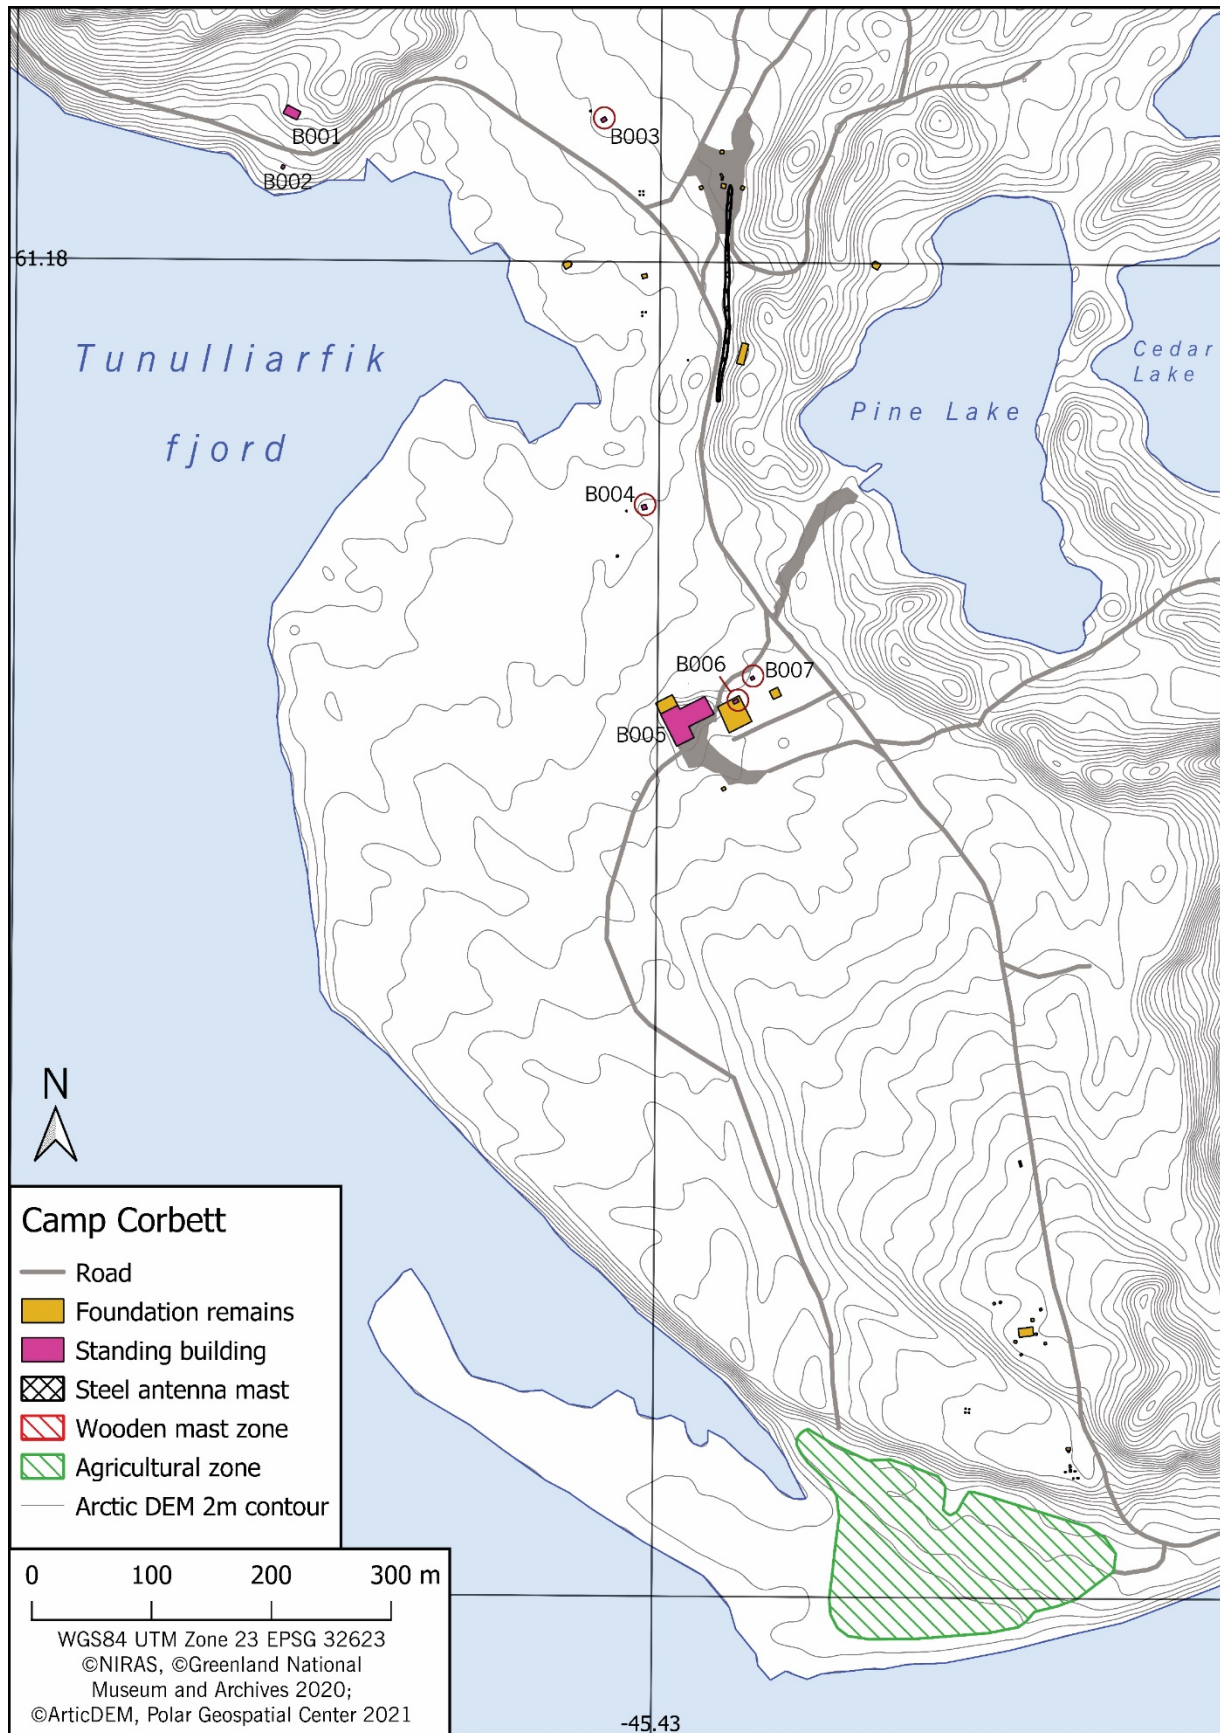 B001
B003
B002
61.18
Tunulliarfik
fjord
Cedar
Lake
Pine Lake
B004
B006
B007
B005
N
Camp Corbett
Road
Foundation remains
Standing building
Steel antenna mast
Wooden mast zone
Agricultural zone
Arctic DEM 2m contour
0 100 200 300 m
WGS84 UTM Zone 23 EPSG 32623
©NIRAS, ©Greenland National
Museum and Archives 2020;
©ArticDEM, Polar Geospatial Center 2021
-45.43